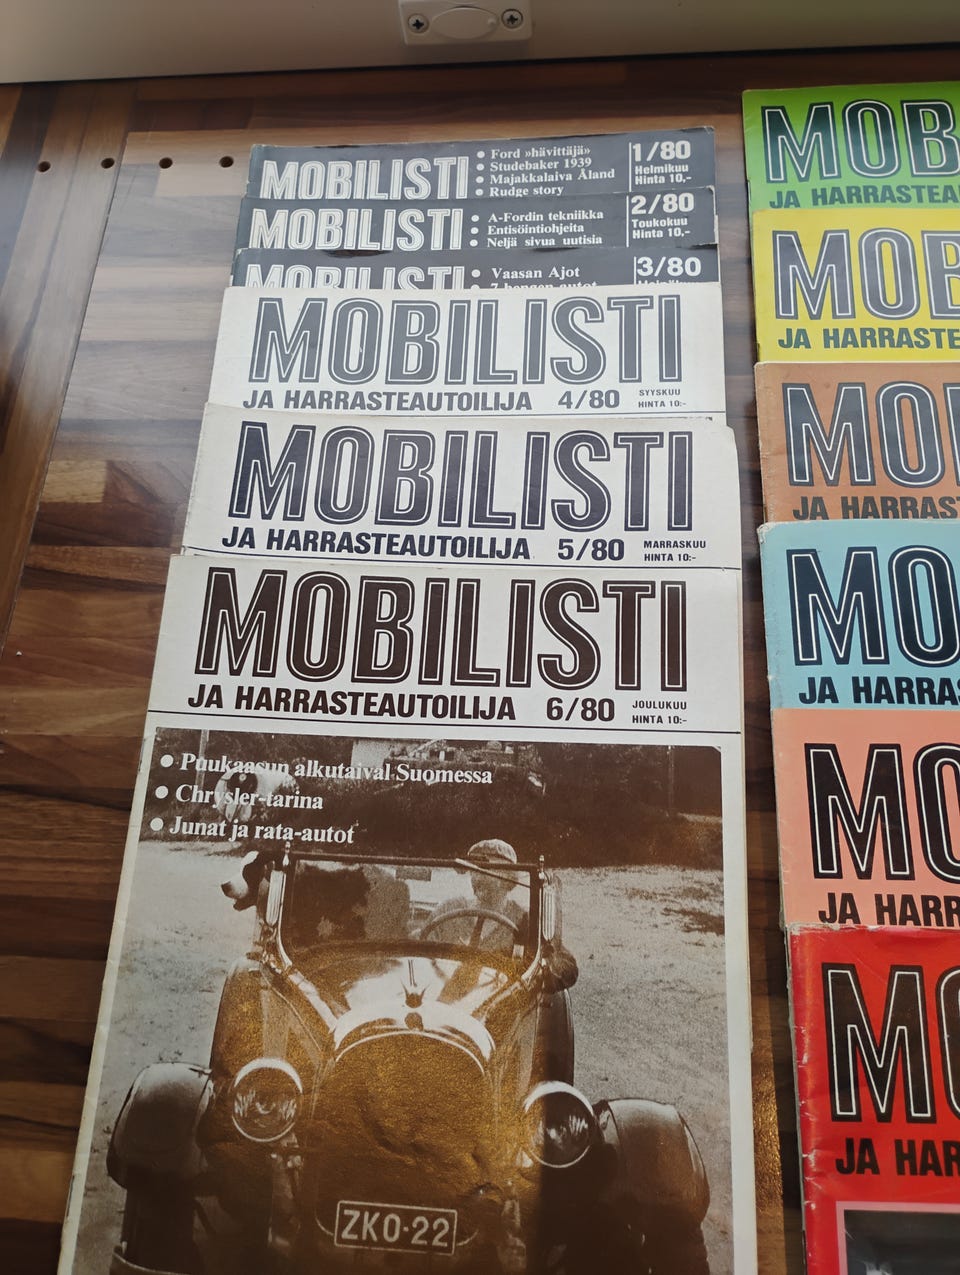 MOBILISTI
• Ford »hävittäjä»
• Studebaker 1939
• Majakkalaiva Åland
• Rudge story
1/80
Helmikuu
Hinta 10,-
MOBILISTI
• A-Fordin tekniikka
• Entisöintiohjeita
• Neljä sivua uutisia
2/80
Toukokuu
Hinta 10,-
MOBILISTI
• Vaasan Ajot
3/80
MOBILISTI
JA HARRASTEAUTOILIJA 4/80 SYYSKUU
HINTA 10:-
MOBILISTI
JA HARRASTEAUTOILIJA 5/80 MARRASKUU
HINTA 10:-
MOBILISTI
JA HARRASTEAUTOILIJA 6/80 JOULUKUU
HINTA 10:-
• Puukaasun alkutaival Suomessa
• Chrysler-tarina
• Junat ja rata-autot
ZKO-22
MOB
JA HARRASTEA
MOB
JA HARRASTE
MO
JA HARRAST
MO
JA HARRAS
MO
JA HARR
MO
JA HAR